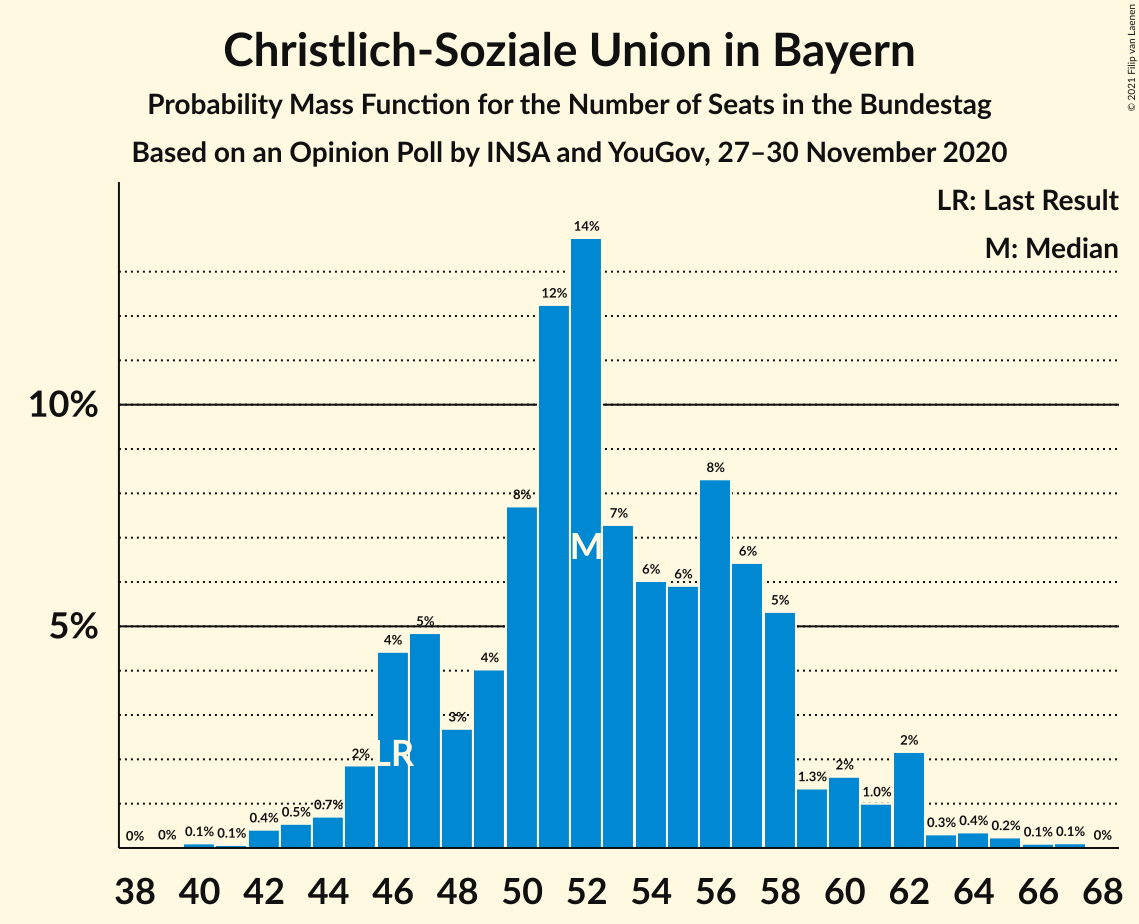 Christlich-Soziale Union in Bayern
Probability Mass Function for the Number of Seats in the Bundestag
Based on an Opinion Poll by INSA and YouGov, 27–30 November 2020
© 2021 Filip van Laenen
LR: Last Result
M: Median
10%
5%
0% 0% 0.1% 0.1% 0.4% 0.5% 0.7% 2% 4% 5% 3% 4% 8% 12% 14% 7% 6% 6% 8% 6% 5% 1.3% 2% 1.0% 2% 0.3% 0.4% 0.2% 0.1% 0.1% 0%
LR
M
38 40 42 44 46 48 50 52 54 56 58 60 62 64 66 68